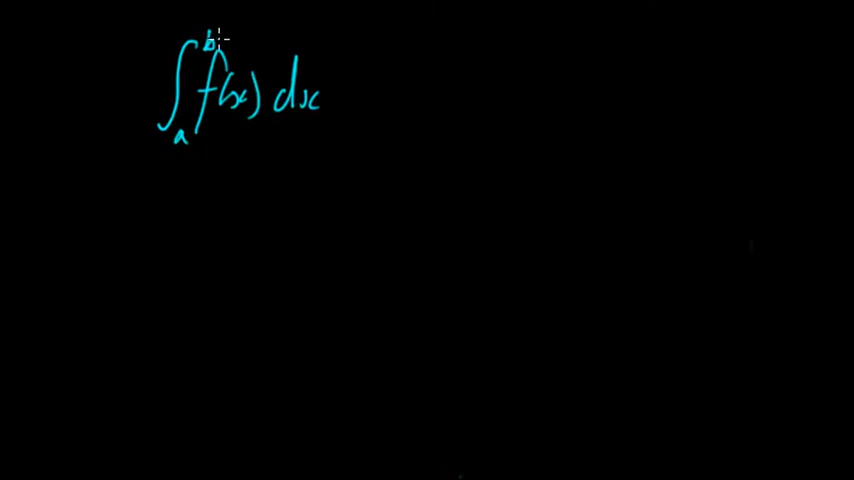 ∫_a^b f(x) dx